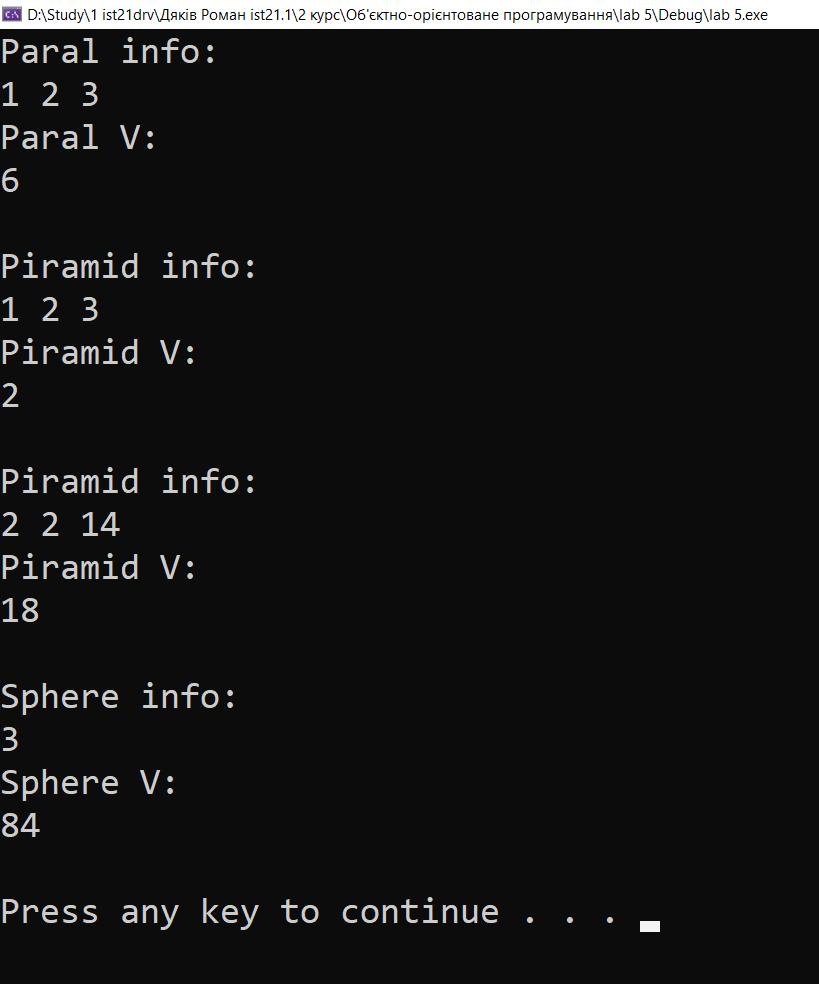 D:\Study\1 ist21drv\Дяків Роман ist21.1\2 курс\Об'єктно-орієнтоване програмування\lab 5\Debug\lab 5.exe
Paral info:
1 2 3
Paral V:
6
Piramid info:
1 2 3
Piramid V:
2
Piramid info:
2 2 14
Piramid V:
18
Sphere info:
3
Sphere V:
84
Press any key to continue . . .